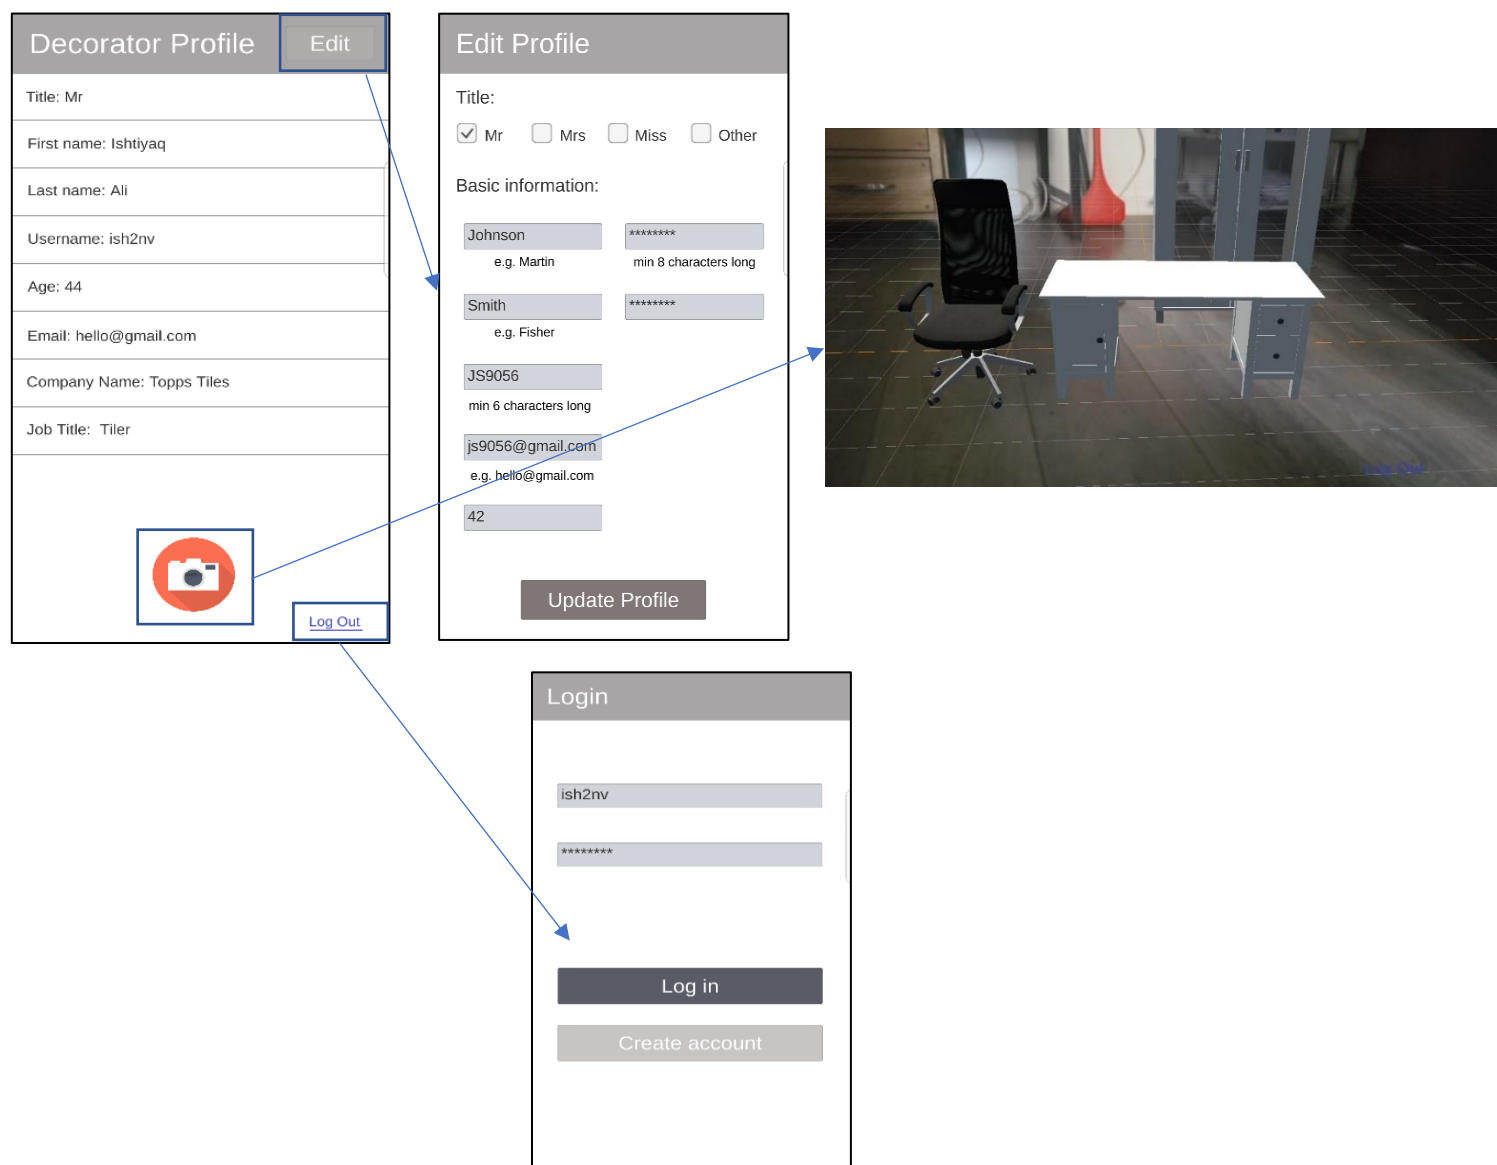 Decorator Profile
Edit
Title: Mr
First name: Ishtiyaq
Last name: Ali
Username: ish2nv
Age: 44
Email: hello@gmail.com
Company Name: Topps Tiles
Job Title: Tiler
Log Out
Edit Profile
Title:
Mr Mrs Miss Other
Basic information:
Johnson ********
e.g. Martin min 8 characters long
Smith ********
e.g. Fisher
JS9056
min 6 characters long
js9056@gmail.com
e.g. hello@gmail.com
42
Update Profile
Log Out
Login
ish2nv
********
Log in
Create account